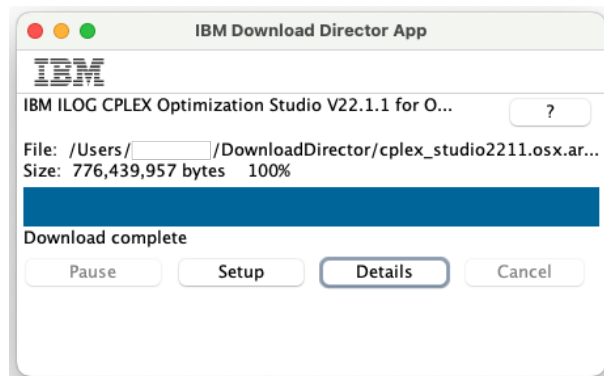 IBM Download Director App
IBM
IBM ILOG CPLEX Optimization Studio V22.1.1 for O...
?
File: /Users/ /DownloadDirector/cplex_studio2211.osx.ar...
Size: 776,439,957 bytes 100%
Download complete
Pause Setup Details Cancel